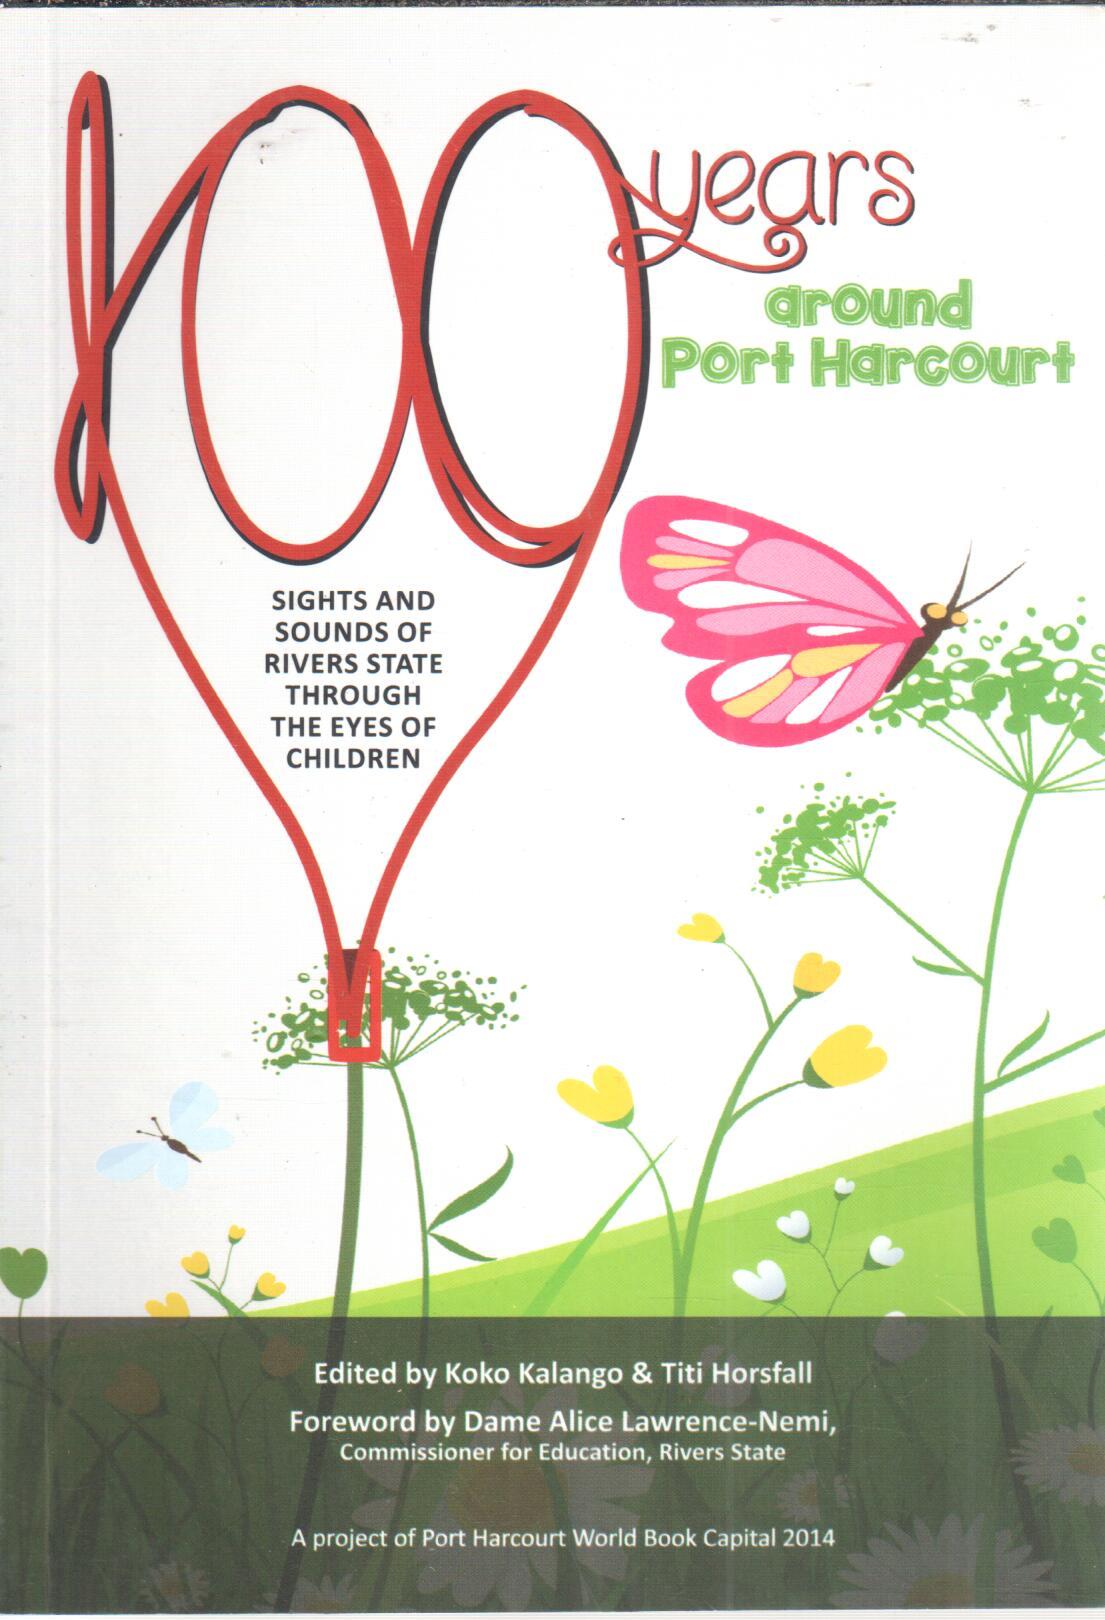 100 years
around
Port Harcourt
SIGHTS AND
SOUNDS OF
RIVERS STATE
THROUGH
THE EYES OF
CHILDREN
Edited by Koko Kalango & Titi Horsfall
Foreword by Dame Alice Lawrence-Nemi,
Commissioner for Education, Rivers State
A project of Port Harcourt World Book Capital 2014